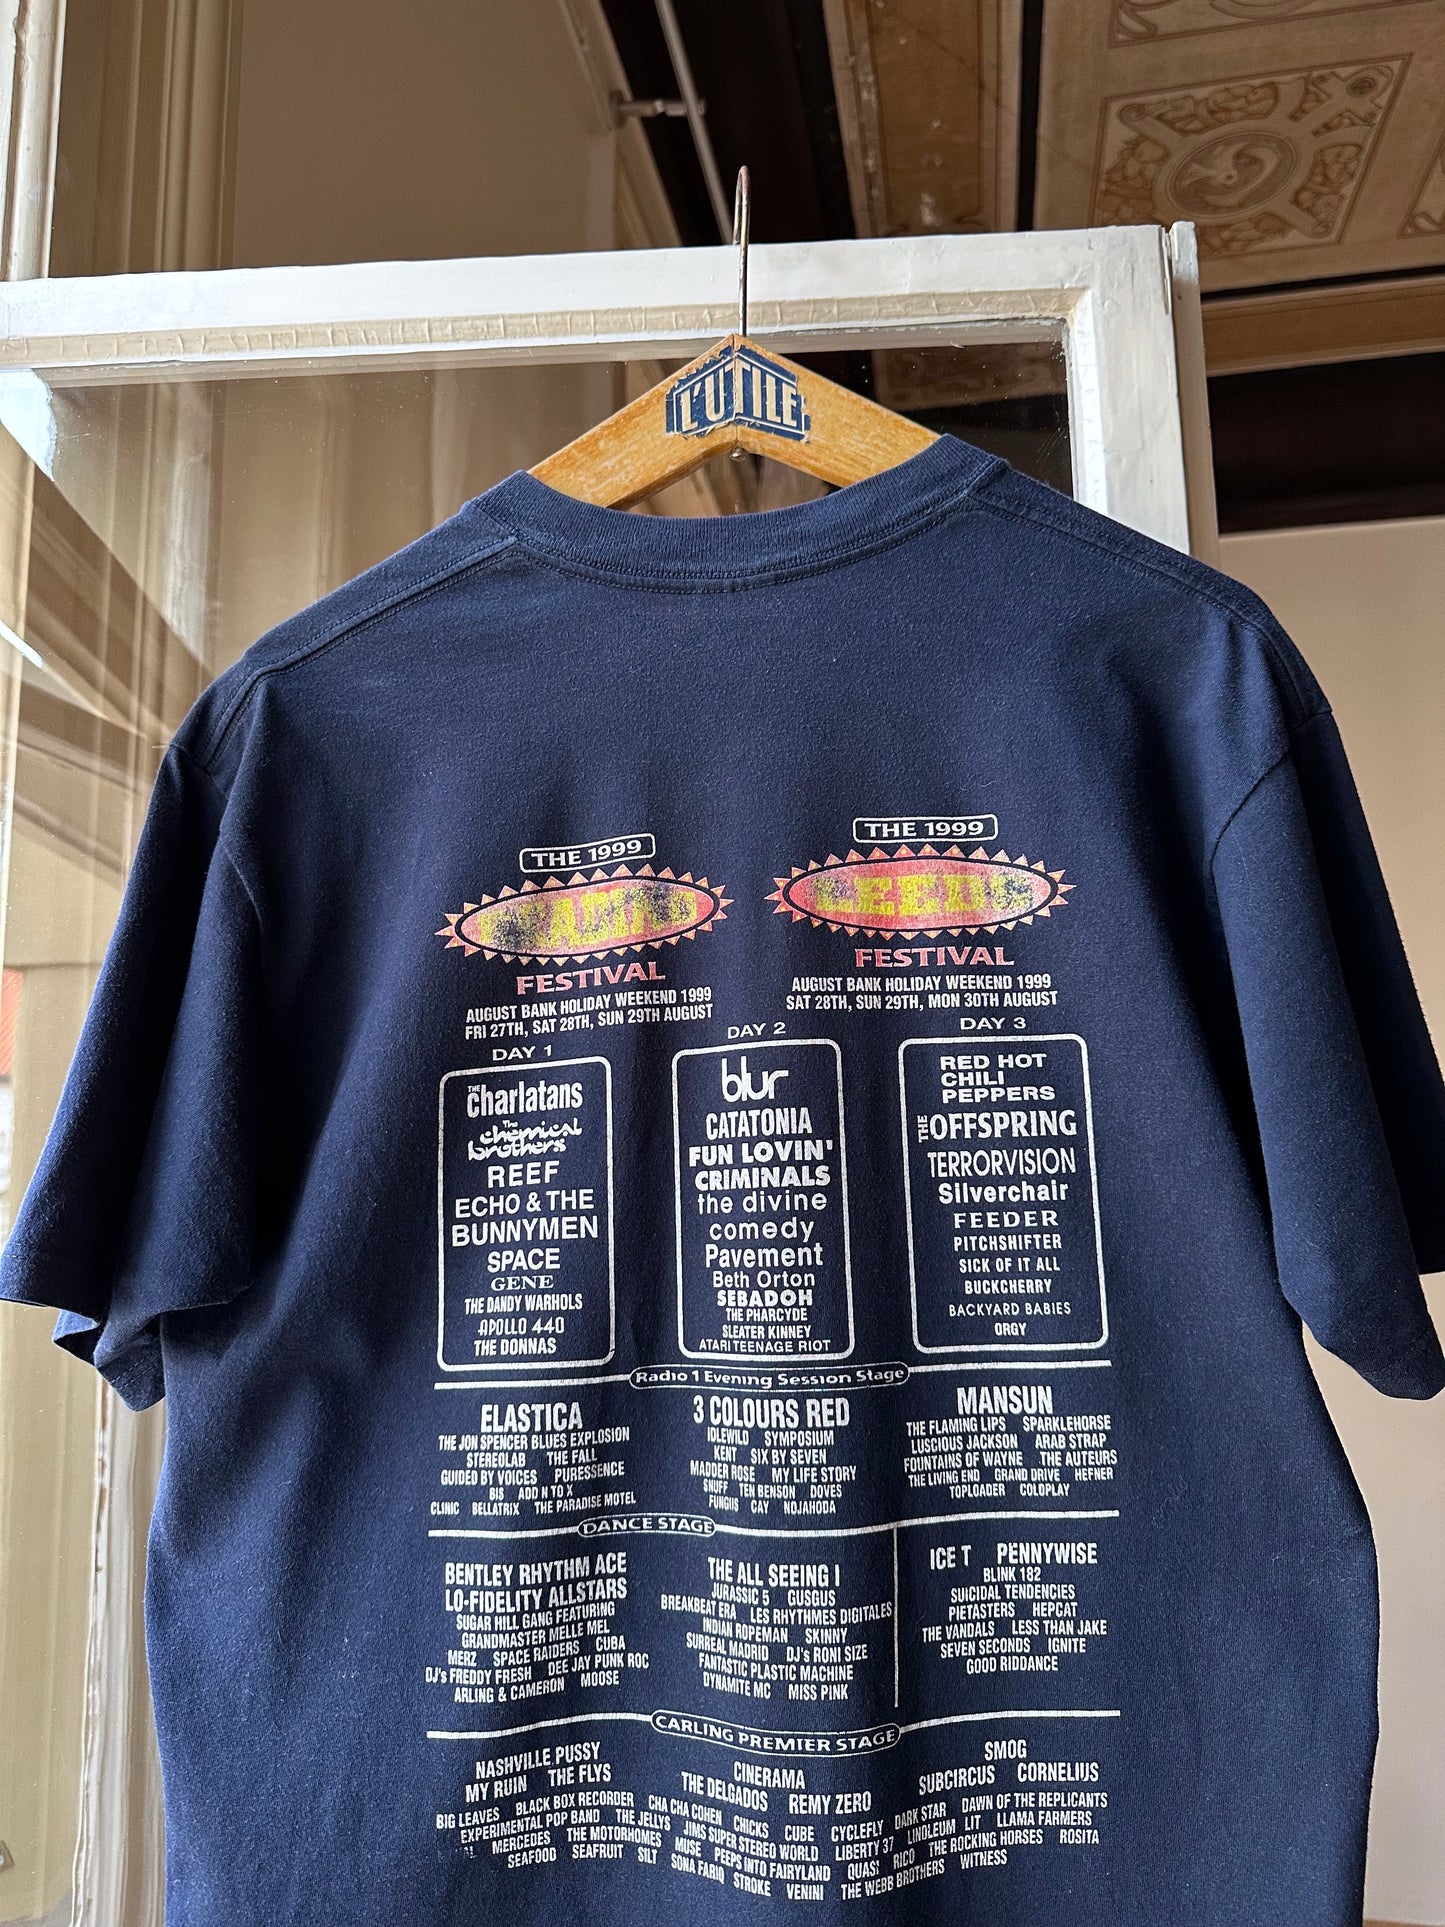 L'UTILE
THE 1999
READING
FESTIVAL
AUGUST BANK HOLIDAY WEEKEND 1999
FRI 27TH, SAT 28TH, SUN 29TH AUGUST
THE 1999
LEEDS
FESTIVAL
AUGUST BANK HOLIDAY WEEKEND 1999
SAT 28TH, SUN 29TH, MON 30TH AUGUST
DAY 1
THE
charlatans
The
chemical
brothers
REEF
ECHO & THE
BUNNYMEN
SPACE
GENE
THE DANDY WARHOLS
APOLLO 440
THE DONNAS
DAY 2
blur
CATATONIA
FUN LOVIN'
CRIMINALS
the divine
comedy
Pavement
Beth Orton
SEBADOH
THE PHARCYDE
SLEATER KINNEY
ATARI TEENAGE RIOT
DAY 3
RED HOT
CHILI
PEPPERS
THE OFFSPRING
TERRORVISION
Silverchair
FEEDER
PITCHSHIFTER
SICK OF IT ALL
BUCKCHERRY
BACKYARD BABIES
ORGY
Radio 1 Evening Session Stage
ELASTICA
THE JON SPENCER BLUES EXPLOSION
STEREOLAB THE FALL
GUIDED BY VOICES PURESSENCE
BIS ADD N TO X
CLINIC BELLATRIX THE PARADISE MOTEL
3 COLOURS RED
IDLEWILD SYMPOSIUM
KENT SIX BY SEVEN
MADDER ROSE MY LIFE STORY
SNUFF TEN BENSON DOVES
FUNGUS CAY NOJAHODA
MANSUN
THE FLAMING LIPS SPARKLEHORSE
LUSCIOUS JACKSON ARAB STRAP
FOUNTAINS OF WAYNE THE AUTEURS
THE LIVING END GRAND DRIVE HEFNER
TOPLOADER COLDPLAY
DANCE STAGE
BENTLEY RHYTHM ACE
LO-FIDELITY ALLSTARS
SUGAR HILL GANG FEATURING
GRANDMASTER MELLE MEL
MERZ SPACE RAIDERS CUBA
DJ's FREDDY FRESH DEE JAY PUNK ROC
ARLING & CAMERON MOOSE
THE ALL SEEING I
JURASSIC 5 GUSGUS
BREAKBEAT ERA LES RHYTHMES DIGITALES
INDIAN ROPEMAN SKINNY
SURREAL MADRID DJ's RONI SIZE
FANTASTIC PLASTIC MACHINE
DYNAMITE MC MISS PINK
ICE T PENNYWISE
BLINK 182
SUICIDAL TENDENCIES
PIETASTERS HEPCAT
THE VANDALS LESS THAN JAKE
SEVEN SECONDS IGNITE
GOOD RIDDANCE
CARLING PREMIER STAGE
NASHVILLE PUSSY
MY RUIN THE FLYS
CINERAMA
THE DELGADOS REMY ZERO
SMOG
SUBCIRCUS CORNELIUS
BIG LEAVES BLACK BOX RECORDER CHA CHA COHEN CHICKS CUBE CYCLEFLY DARK STAR DAWN OF THE REPLICANTS
EXPERIMENTAL POP BAND THE JELLYS JIMS SUPER STEREO WORLD LIBERTY 37 LINOLEUM LIT LLAMA FARMERS
MERCEDES THE MOTORHOMES MUSE PEEPS INTO FAIRYLAND QUASI RICO THE ROCKING HORSES ROSITA
SEAFOOD SEAFRUIT SILT SONA FARIQ STROKE VENINI THE WEBB BROTHERS WITNESS